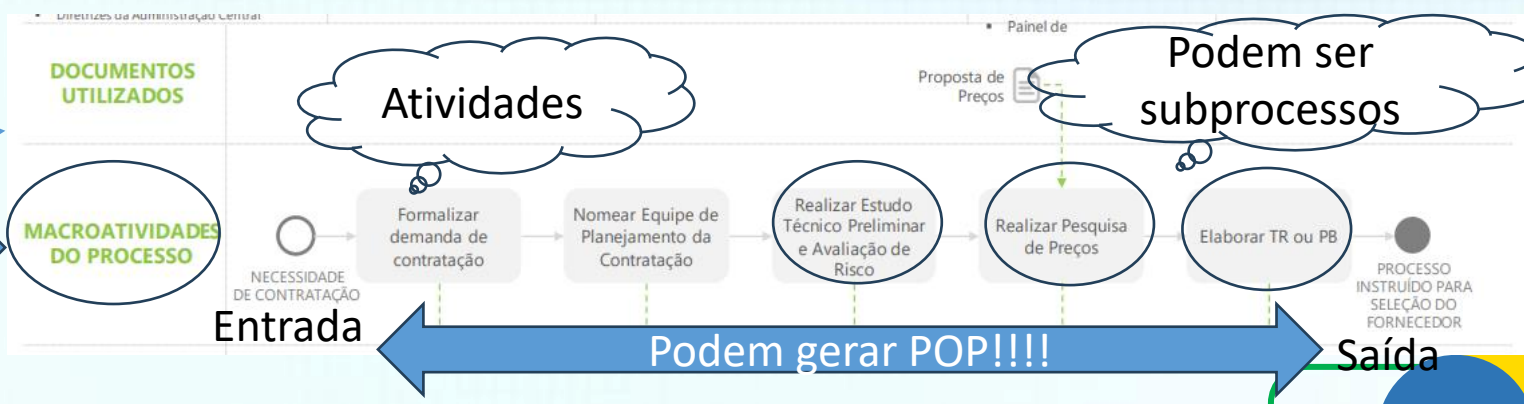 Diretrizes da Administração Central
Painel de
DOCUMENTOS
UTILIZADOS
Atividades
Proposta de
Preços
Podem ser
subprocessos
MACROATIVIDADES
DO PROCESSO
NECESSIDADE
DE CONTRATAÇÃO
Formalizar
demanda de
contratação
Nomear Equipe de
Planejamento da
Contratação
Realizar Estudo
Técnico Preliminar
e Avaliação de
Risco
Realizar Pesquisa
de Preços
Elaborar TR ou PB
PROCESSO
INSTRUÍDO PARA
SELEÇÃO DO
FORNECEDOR
Entrada
Podem gerar POP!!!!
Saída